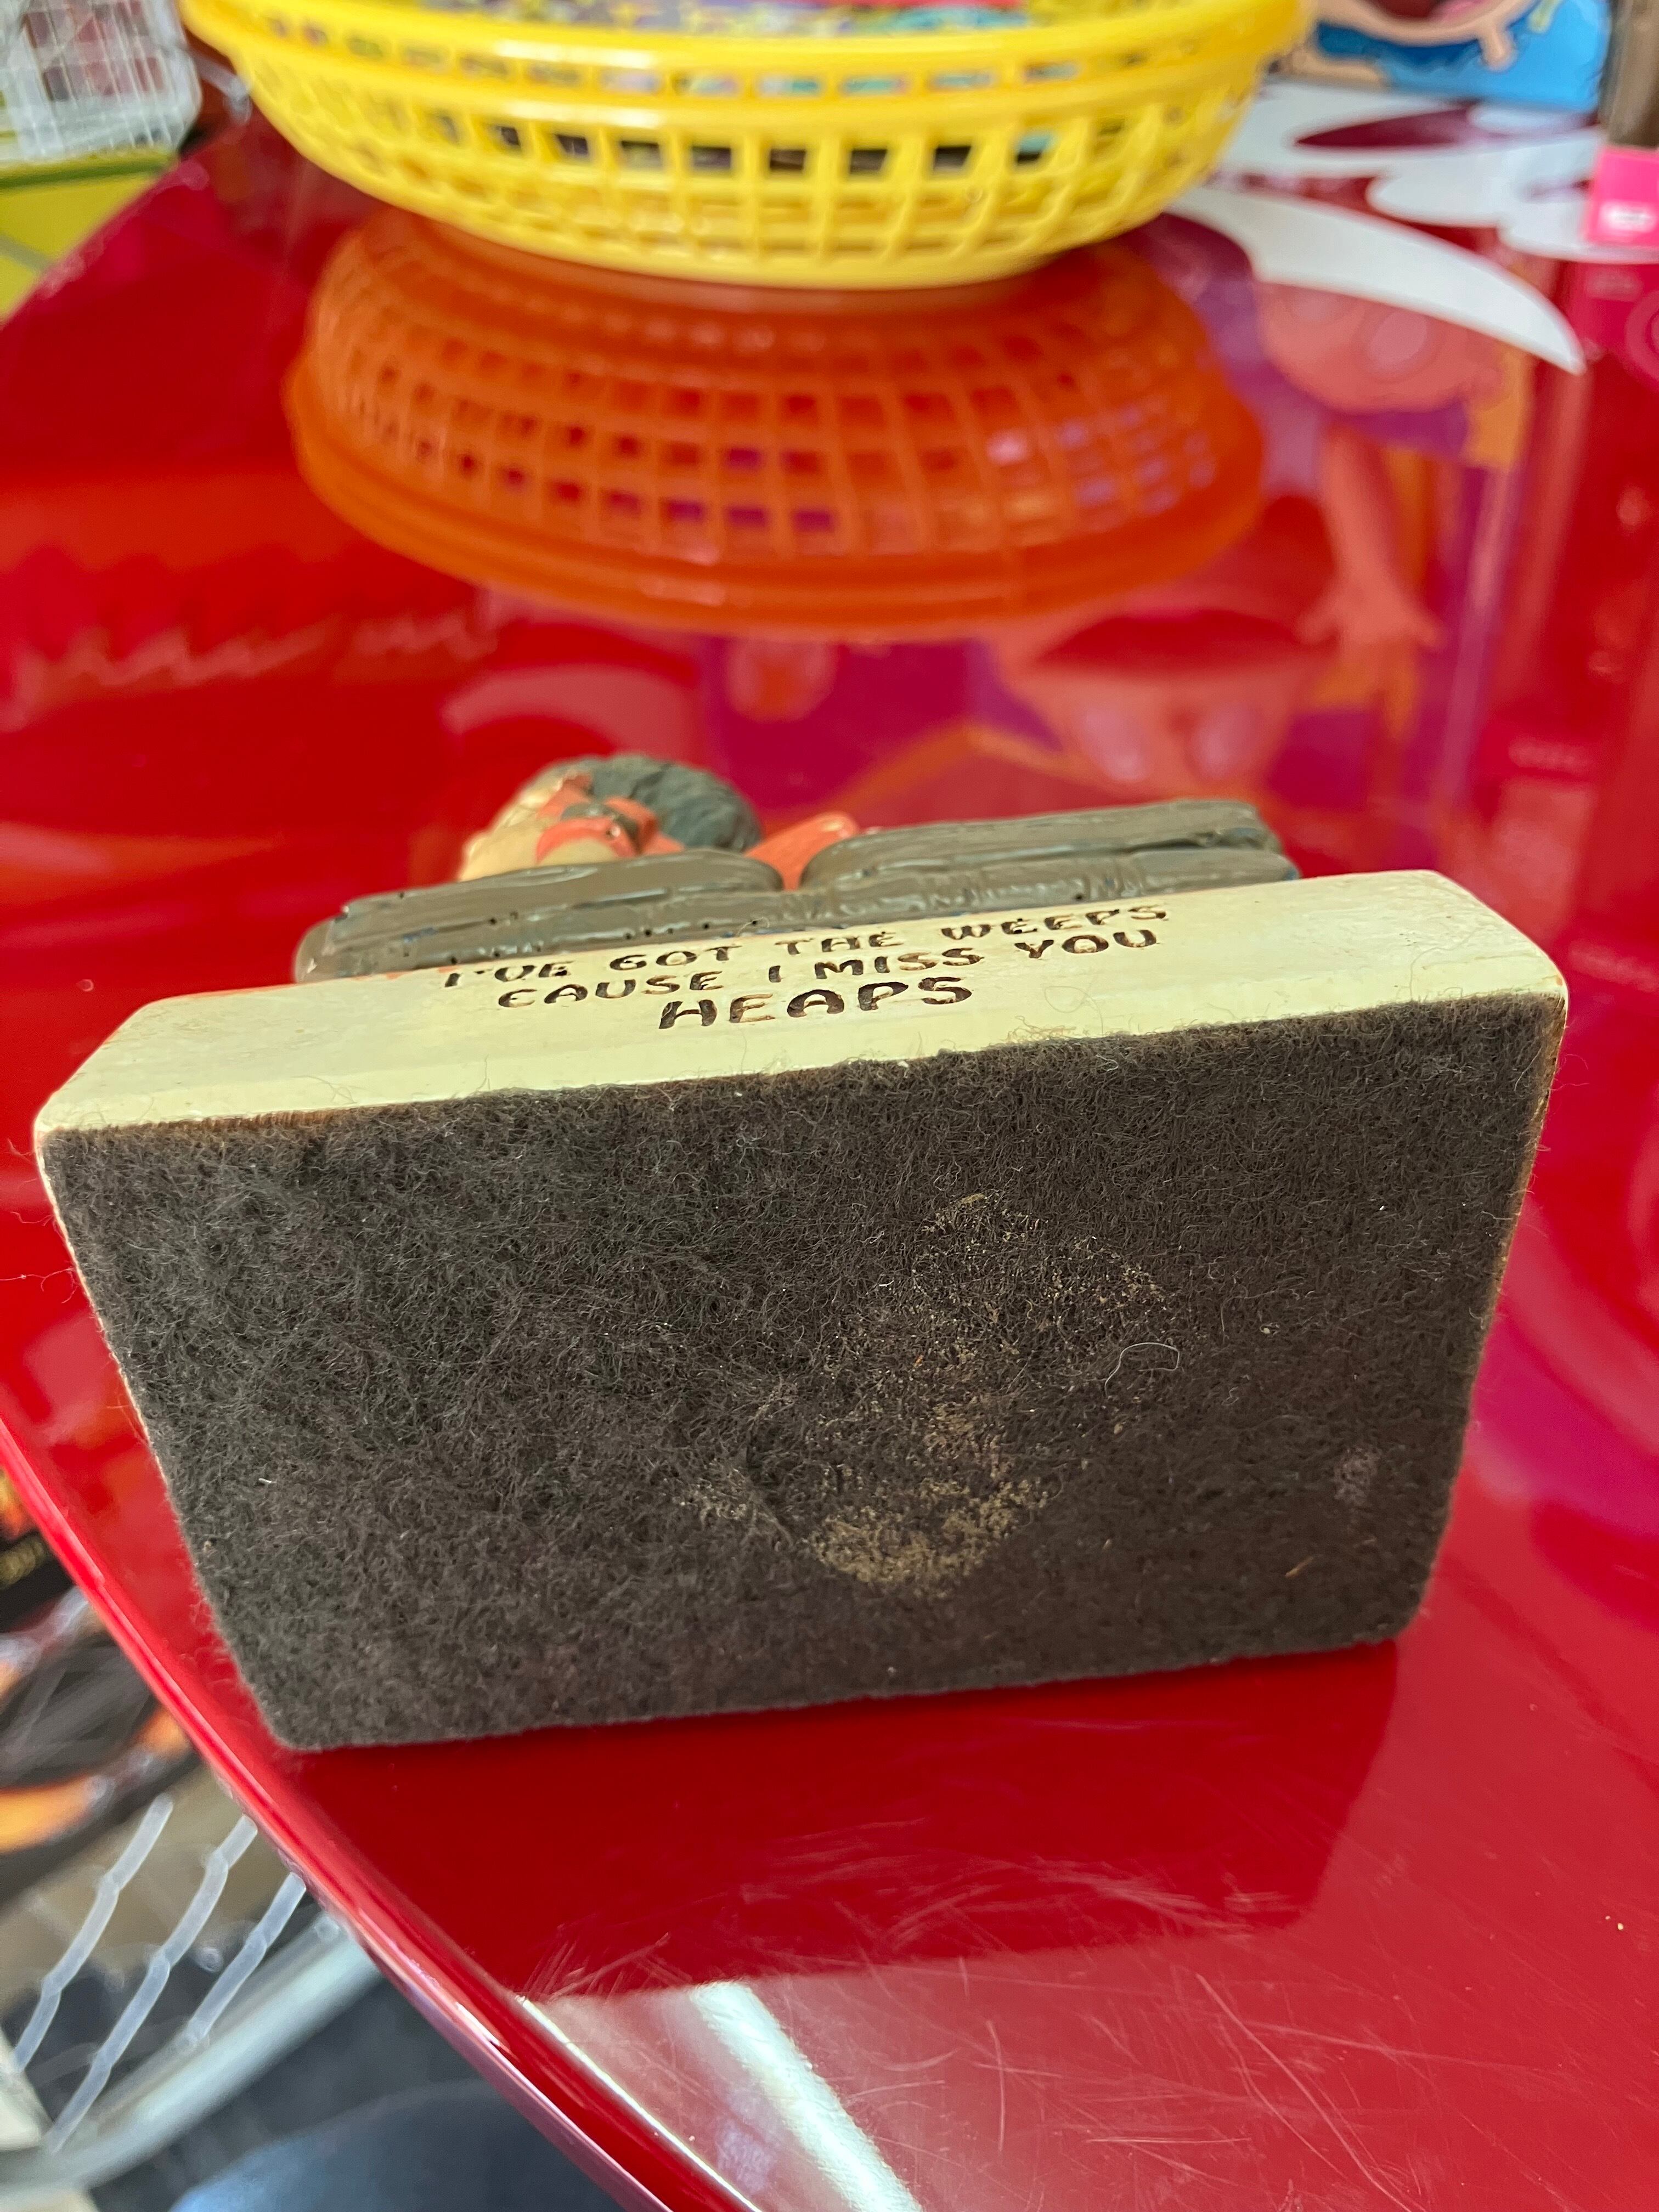 I'VE GOT THE WEEPS
CAUSE I MISS YOU
HEAPS